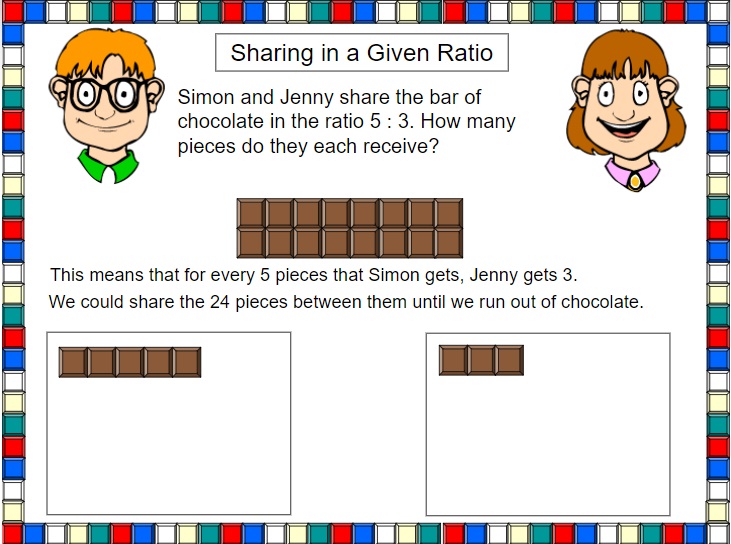 Sharing in a Given Ratio
Simon and Jenny share the bar of
chocolate in the ratio 5 : 3. How many
pieces do they each receive?
This means that for every 5 pieces that Simon gets, Jenny gets 3.
We could share the 24 pieces between them until we run out of chocolate.